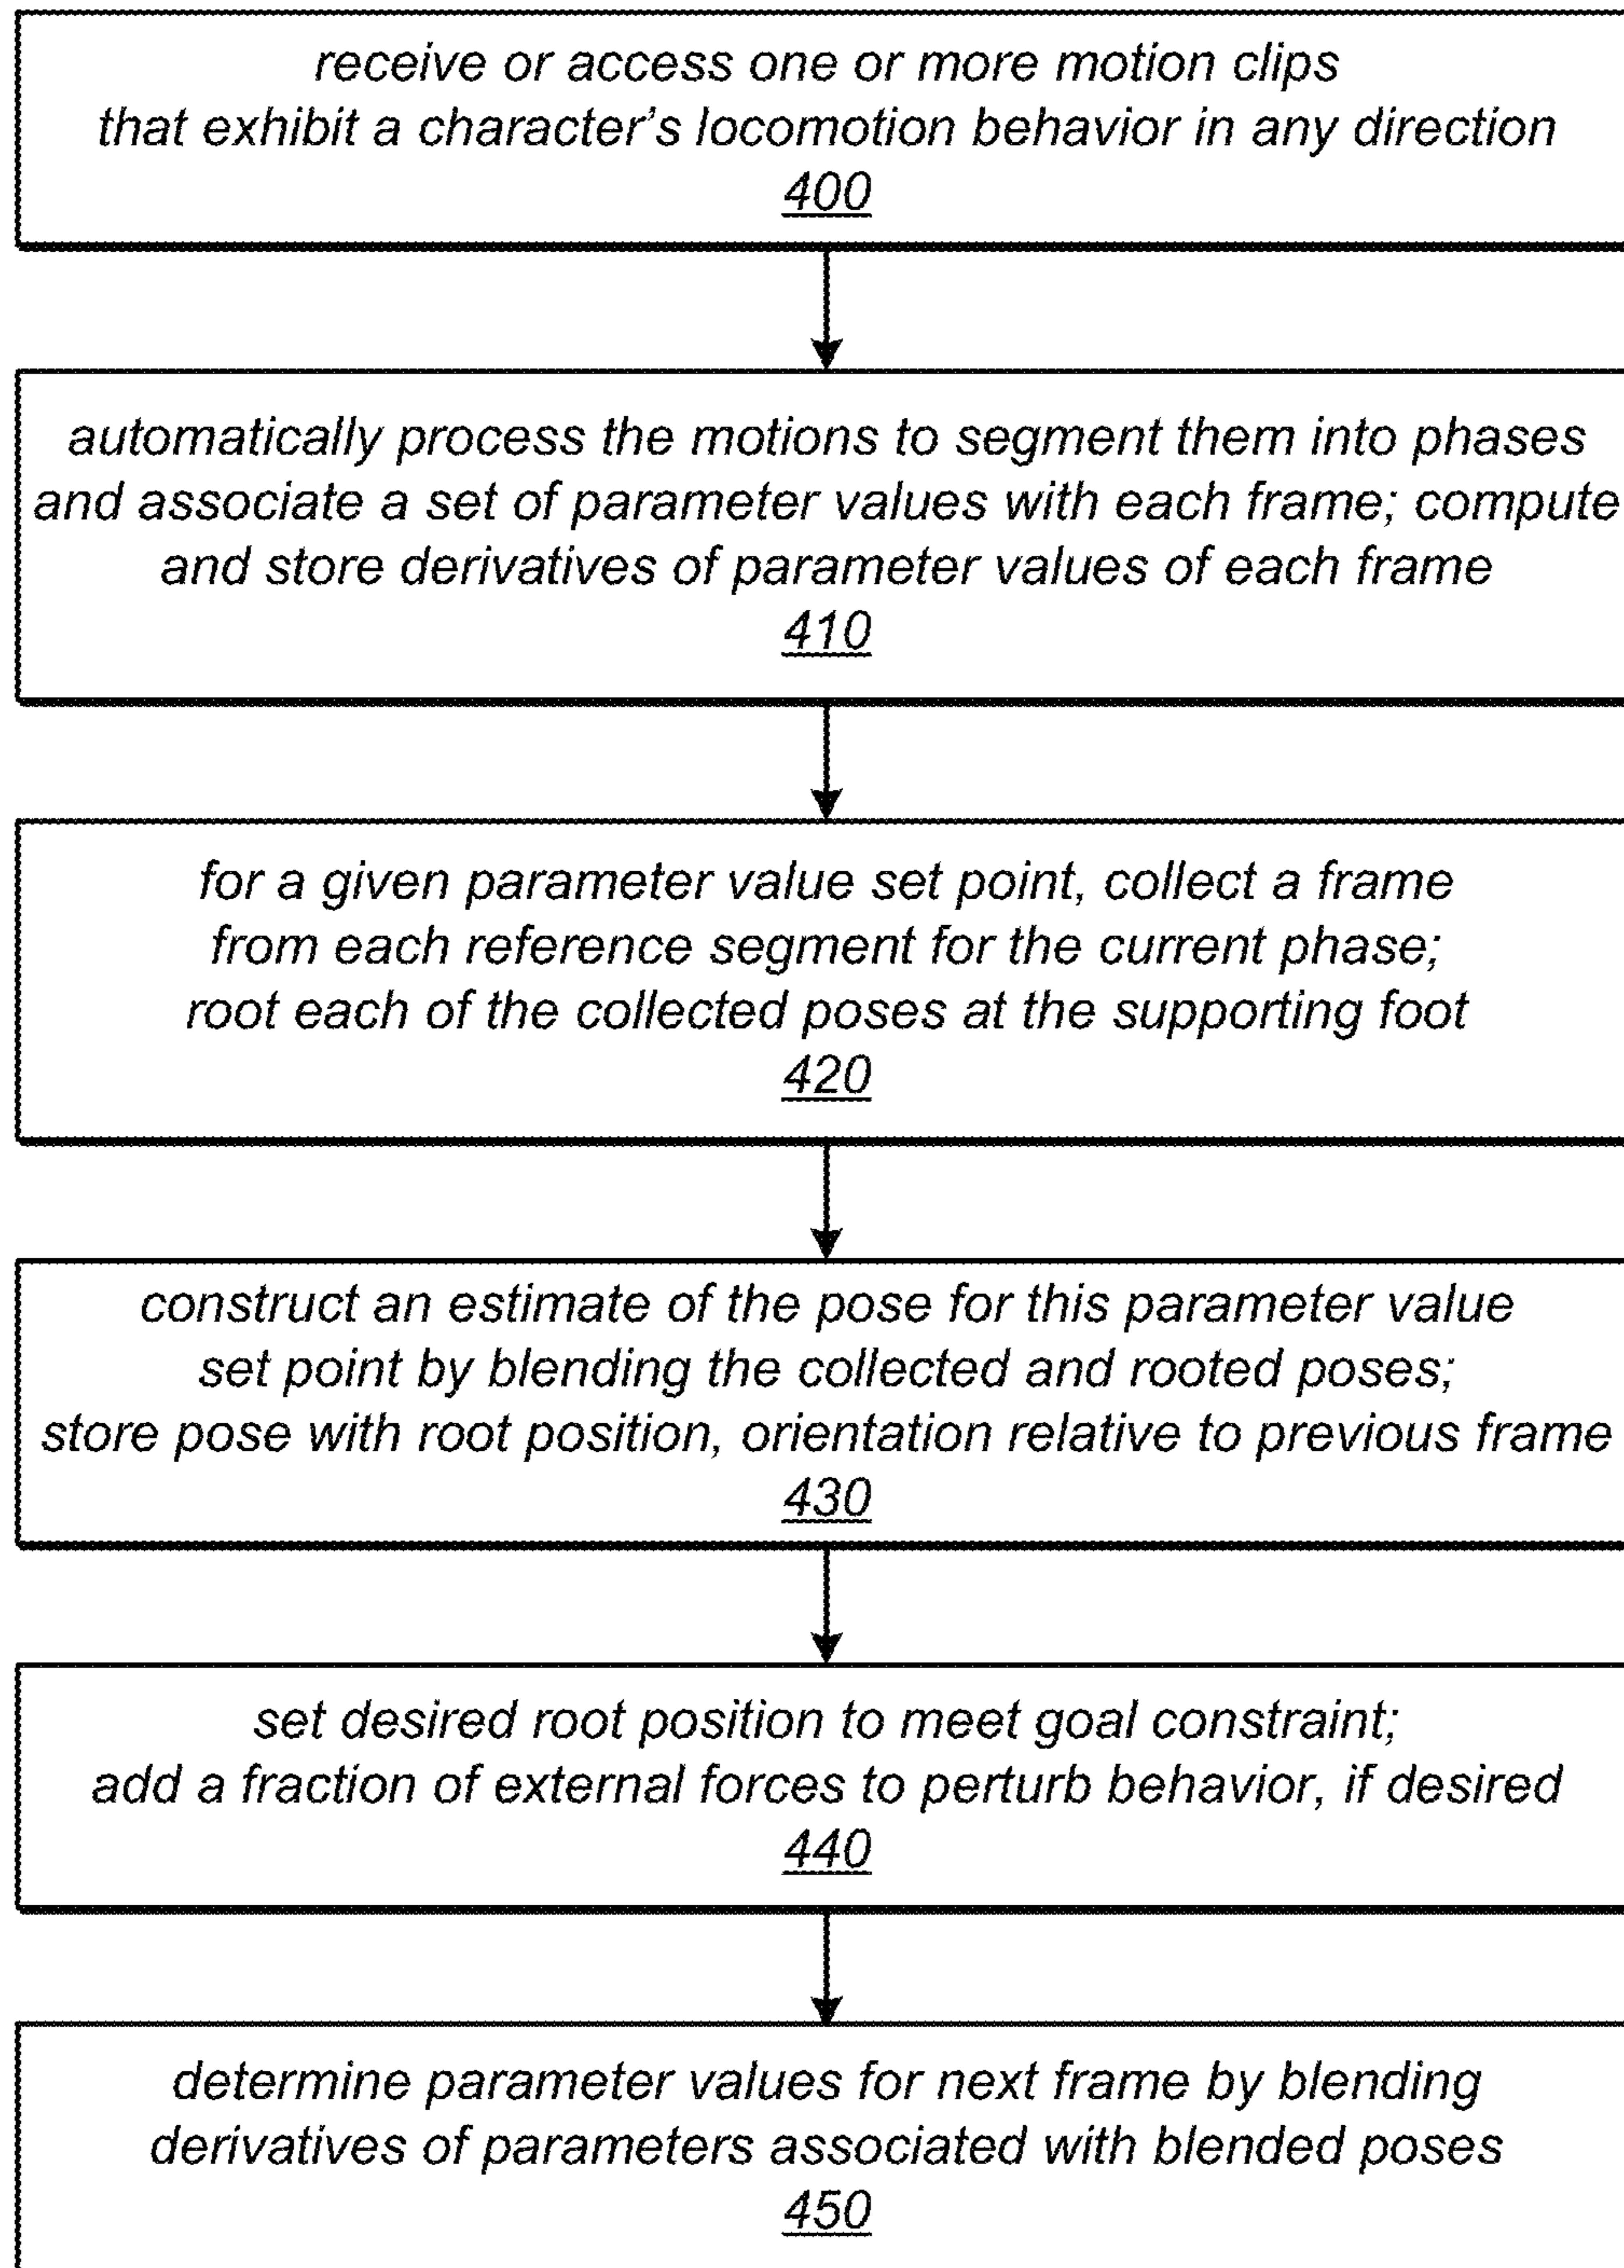 receive or access one or more motion clips
that exhibit a character's locomotion behavior in any direction
400
automatically process the motions to segment them into phases
and associate a set of parameter values with each frame; compute
and store derivatives of parameter values of each frame
410
for a given parameter value set point, collect a frame
from each reference segment for the current phase;
root each of the collected poses at the supporting foot
420
construct an estimate of the pose for this parameter value
set point by blending the collected and rooted poses;
store pose with root position, orientation relative to previous frame
430
set desired root position to meet goal constraint;
add a fraction of external forces to perturb behavior, if desired
440
determine parameter values for next frame by blending
derivatives of parameters associated with blended poses
450